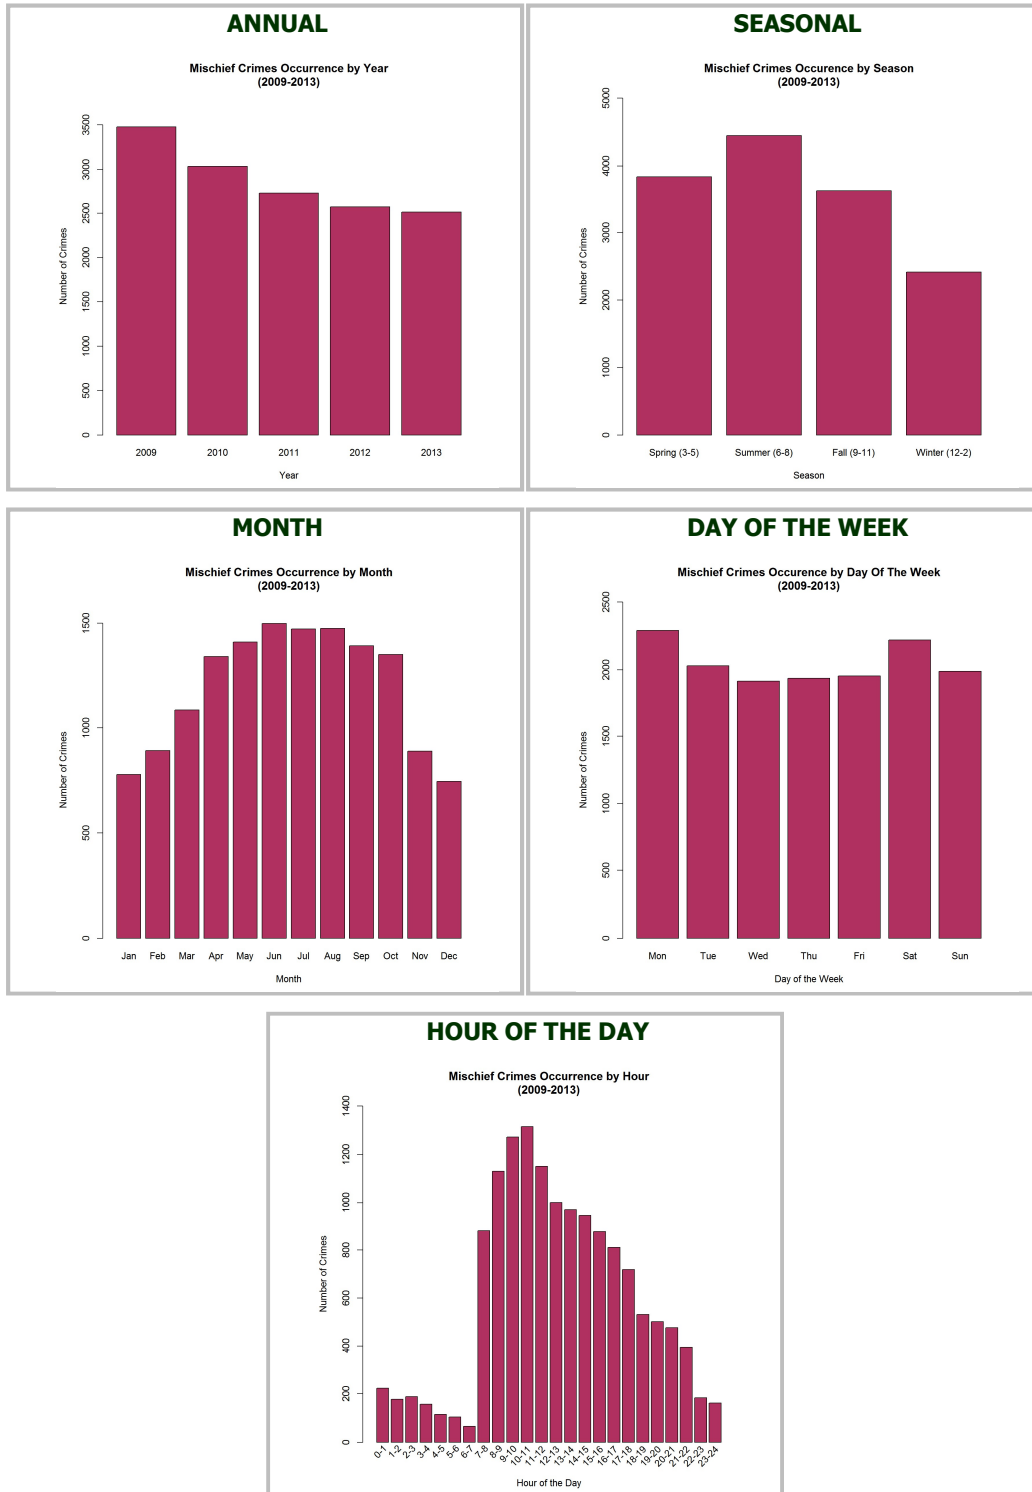 ANNUAL
Mischief Crimes Occurrence by Year
(2009-2013)
3500
3000
2500
2000
1500
1000
500
0
Number of Crimes
2009 2010 2011 2012 2013
Year
SEASONAL
Mischief Crimes Occurence by Season
(2009-2013)
5000
4000
3000
2000
1000
0
Number of Crimes
Spring (3-5) Summer (6-8) Fall (9-11) Winter (12-2)
Season
MONTH
Mischief Crimes Occurrence by Month
(2009-2013)
1500
1000
500
0
Number of Crimes
Jan Feb Mar Apr May Jun Jul Aug Sep Oct Nov Dec
Month
DAY OF THE WEEK
Mischief Crimes Occurence by Day Of The Week
(2009-2013)
2500
2000
1500
1000
500
0
Number of Crimes
Mon Tue Wed Thu Fri Sat Sun
Day of the Week
HOUR OF THE DAY
Mischief Crimes Occurrence by Hour
(2009-2013)
1400
1200
1000
800
600
400
200
0
Number of Crimes
0-1 1-2 2-3 3-4 4-5 5-6 6-7 7-8 8-9 9-10 10-11 11-12 12-13 13-14 14-15 15-16 16-17 17-18 18-19 19-20 20-21 21-22 22-23 23-24
Hour of the Day